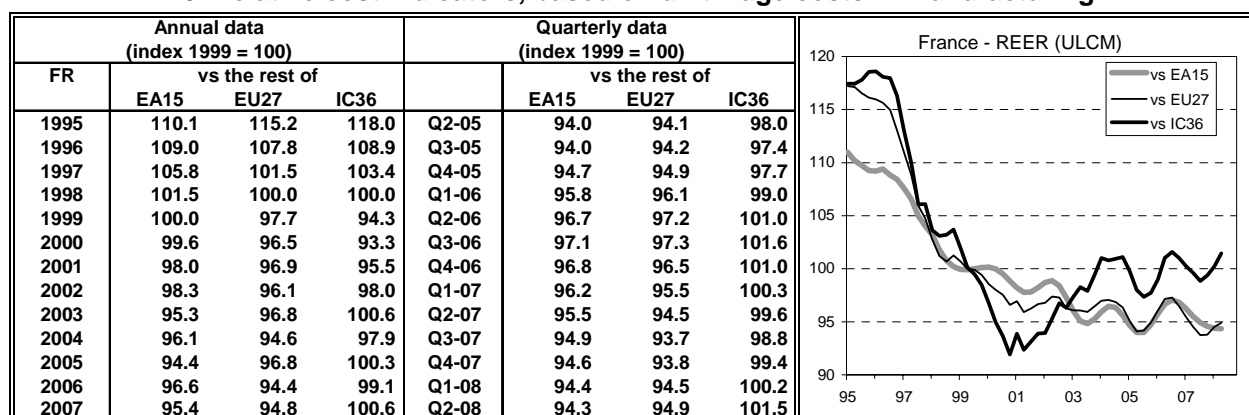 Annual data Quarterly data
(index 1999 = 100) (index 1999 = 100)
FR vs the rest of vs the rest of
EA15 EU27 IC36 EA15 EU27 IC36
1995 110.1 115.2 118.0 Q2-05 94.0 94.1 98.0
1996 109.0 107.8 108.9 Q3-05 94.0 94.2 97.4
1997 105.8 101.5 103.4 Q4-05 94.7 94.9 97.7
1998 101.5 100.0 100.0 Q1-06 95.8 96.1 99.0
1999 100.0 97.7 94.3 Q2-06 96.7 97.2 101.0
2000 99.6 96.5 93.3 Q3-06 97.1 97.3 101.6
2001 98.0 96.9 95.5 Q4-06 96.8 96.5 101.0
2002 98.3 96.1 98.0 Q1-07 96.2 95.5 100.3
2003 95.3 96.8 100.6 Q2-07 95.5 94.5 99.6
2004 96.1 94.6 97.9 Q3-07 94.9 93.7 98.8
2005 94.4 96.8 100.3 Q4-07 94.6 93.8 99.4
2006 96.6 94.4 99.1 Q1-08 94.4 94.5 100.2
2007 95.4 94.8 100.6 Q2-08 94.3 94.9 101.5
France - REER (ULCM)
vs EA15
vs EU27
vs IC36
120
115
110
105
100
95
90
95 97 99 01 03 05 07